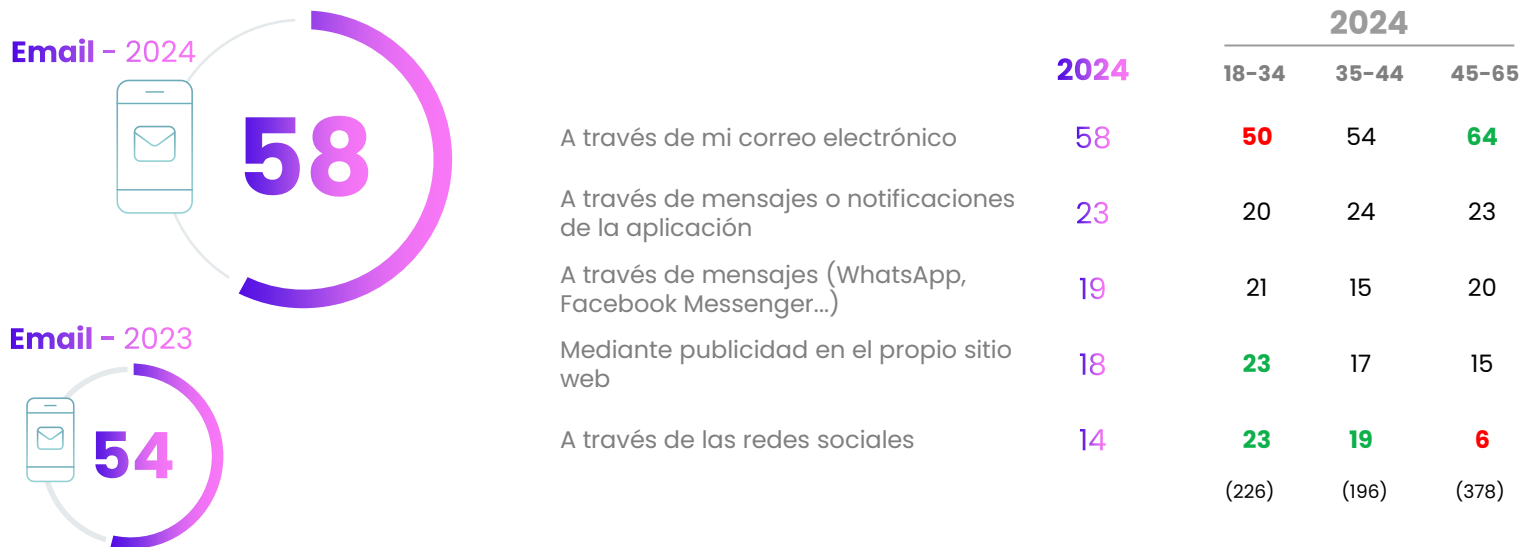 Email - 2024
58
Email - 2023
54
2024
2024
18-34 35-44 45-65
A través de mi correo electrónico 58 50 54 64
A través de mensajes o notificaciones
de la aplicación 23 20 24 23
A través de mensajes (WhatsApp,
Facebook Messenger...) 19 21 15 20
Mediante publicidad en el propio sitio
web 18 23 17 15
A través de las redes sociales 14 23 19 6
(226) (196) (378)